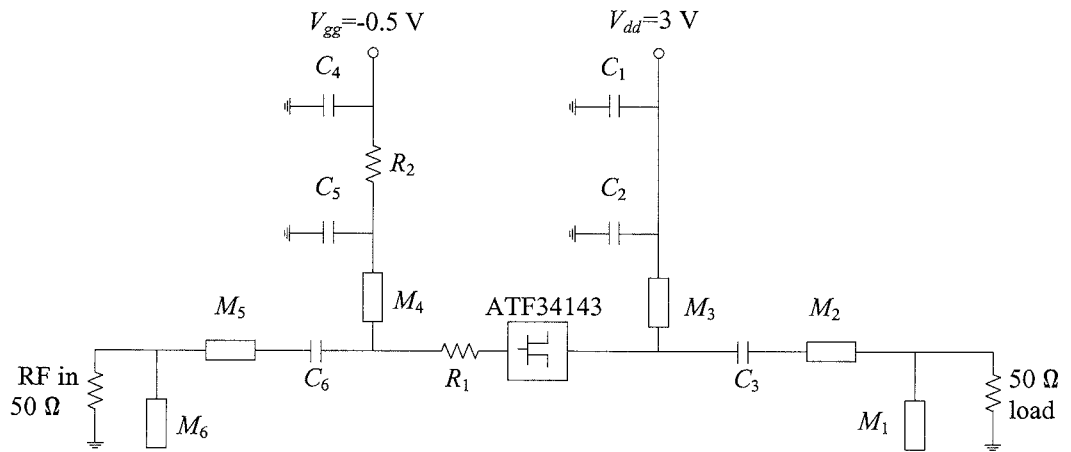 V_gg=-0.5 V
V_dd=3 V
C_4
C_1
R_2
C_5
C_2
M_4
ATF34143
M_3
M_5
M_2
RF in
50 Ω
C_6
R_1
C_3
50 Ω
load
M_6
M_1